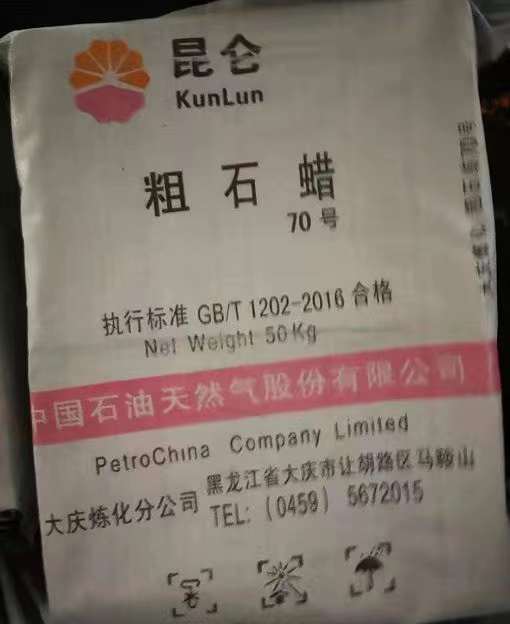 昆仑
KunLun
粗石蜡
70号
执行标准 GB/T 1202-2016 合格
Net Weight 50Kg
中国石油天然气股份有限公司
PetroChina Company Limited
大庆炼化分公司
黑龙江省大庆市让胡路区马鞍山
TEL: (0459) 5672015